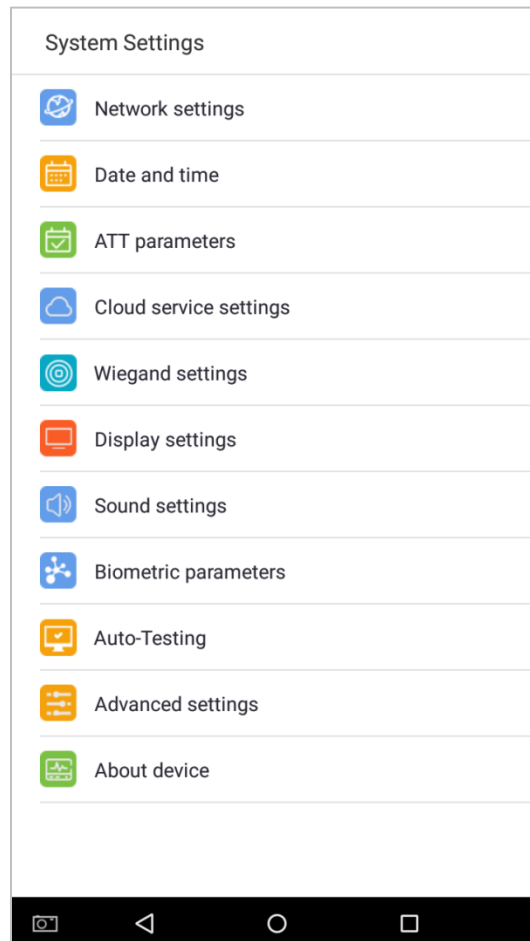 System Settings
Network settings
Date and time
ATT parameters
Cloud service settings
Wiegand settings
Display settings
Sound settings
Biometric parameters
Auto-Testing
Advanced settings
About device